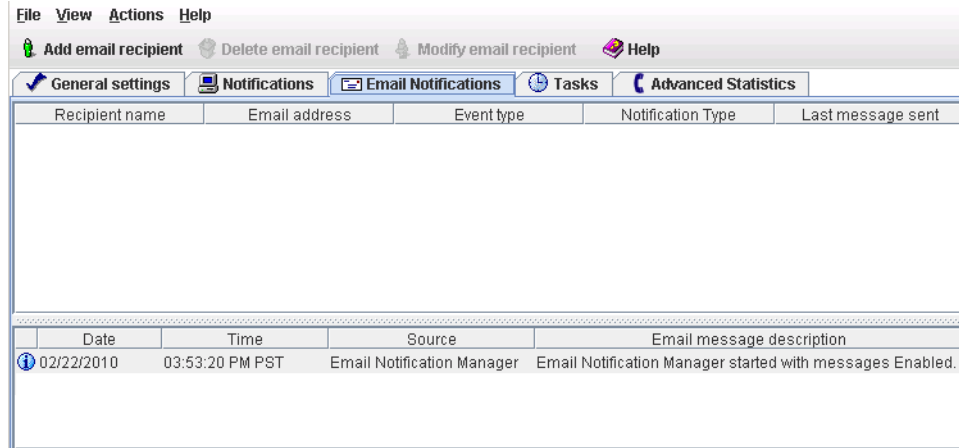 File View Actions Help
Add email recipient Delete email recipient Modify email recipient Help
General settings Notifications Email Notifications Tasks Advanced Statistics
Recipient name Email address Event type Notification Type Last message sent
Date Time Source Email message description
02/22/2010 03:53:20 PM PST Email Notification Manager Email Notification Manager started with messages Enabled.